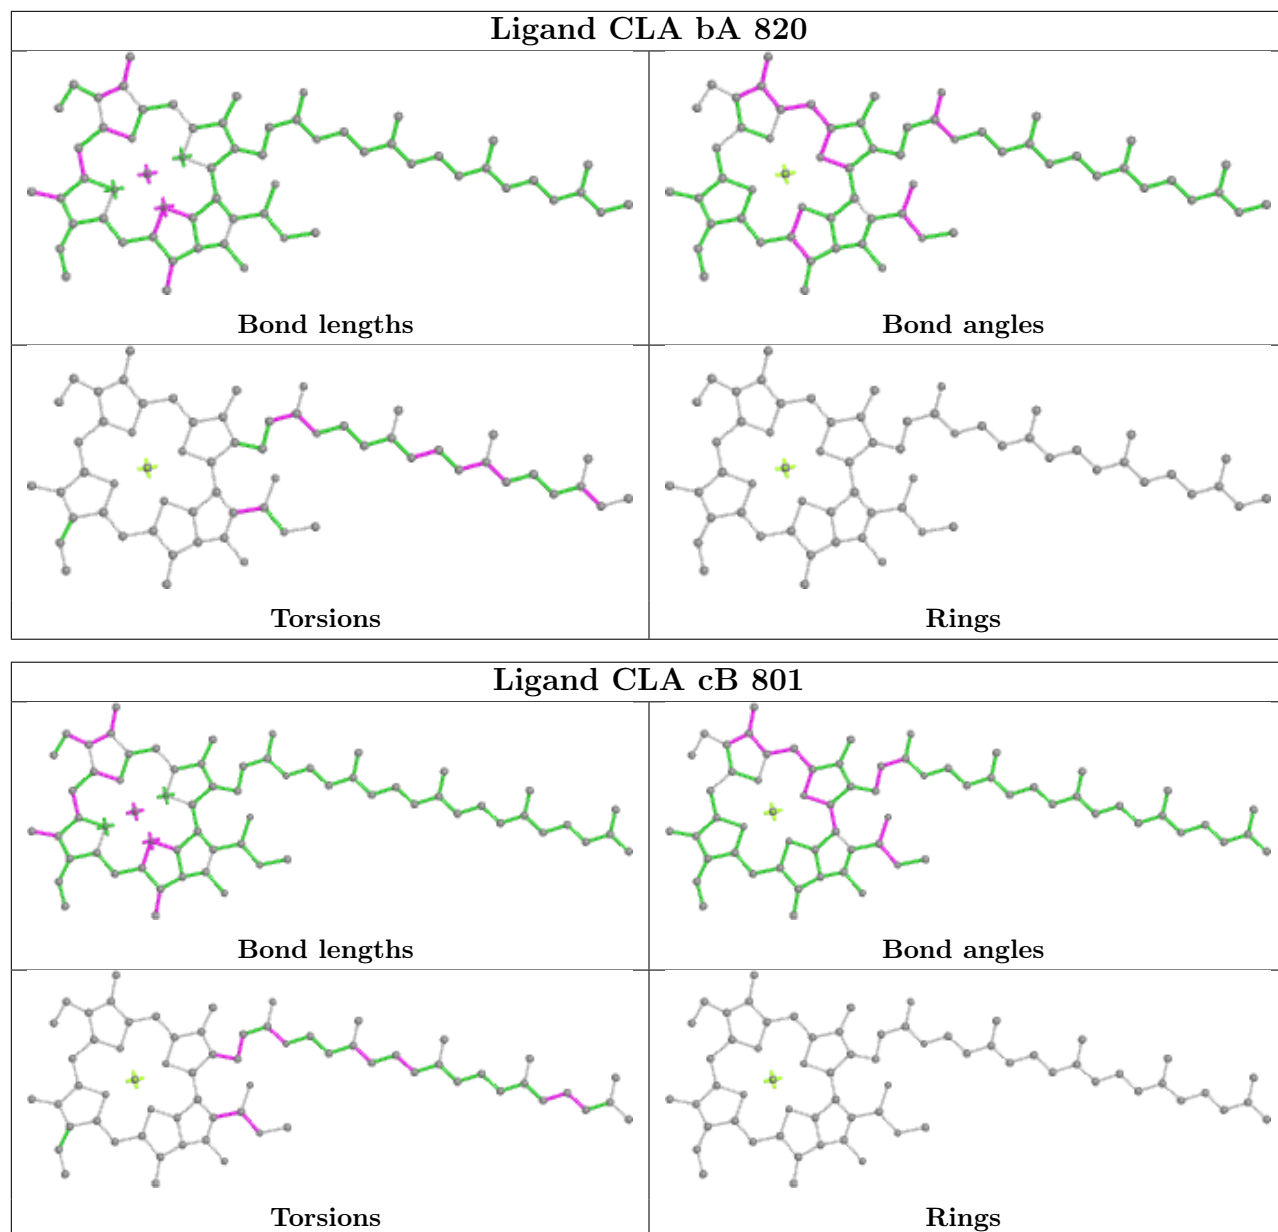 Ligand CLA bA 820
Bond lengths
Bond angles
Torsions
Rings
Ligand CLA cB 801
Bond lengths
Bond angles
Torsions
Rings